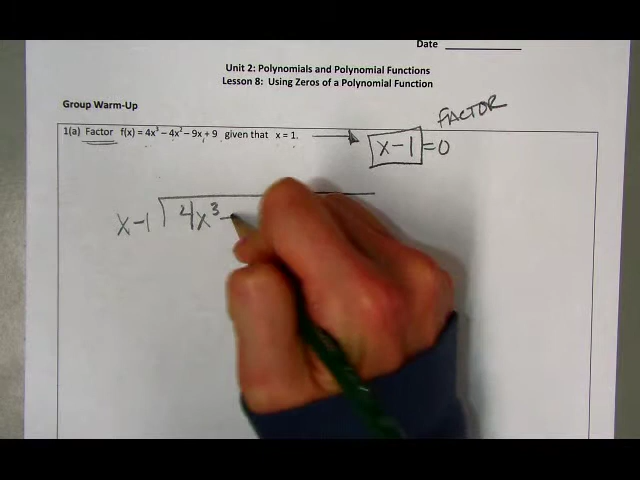 Date
Unit 2: Polynomials and Polynomial Functions
Lesson 8: Using Zeros of a Polynomial Function
Group Warm-Up
FACTOR
1(a) Factor f(x) = 4x³ – 4x² – 9x + 9 given that x = 1.
x – 1 = 0
x – 1 4x³ –